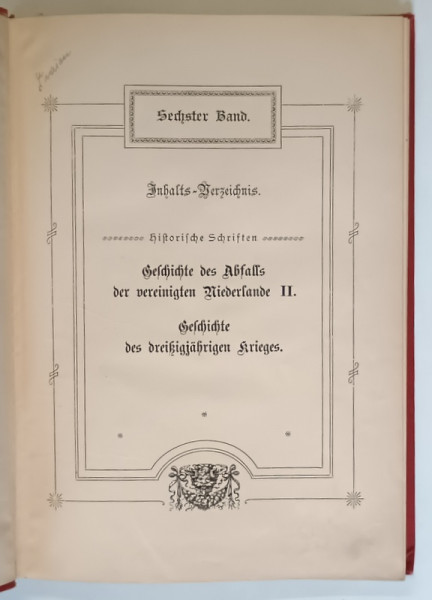 Sechster Band.
Inhalts-Verzeichnis.
Historische Schriften
Geschichte des Abfalls
der vereinigten Niederlande II.
Geschichte
des dreißigjährigen Krieges.